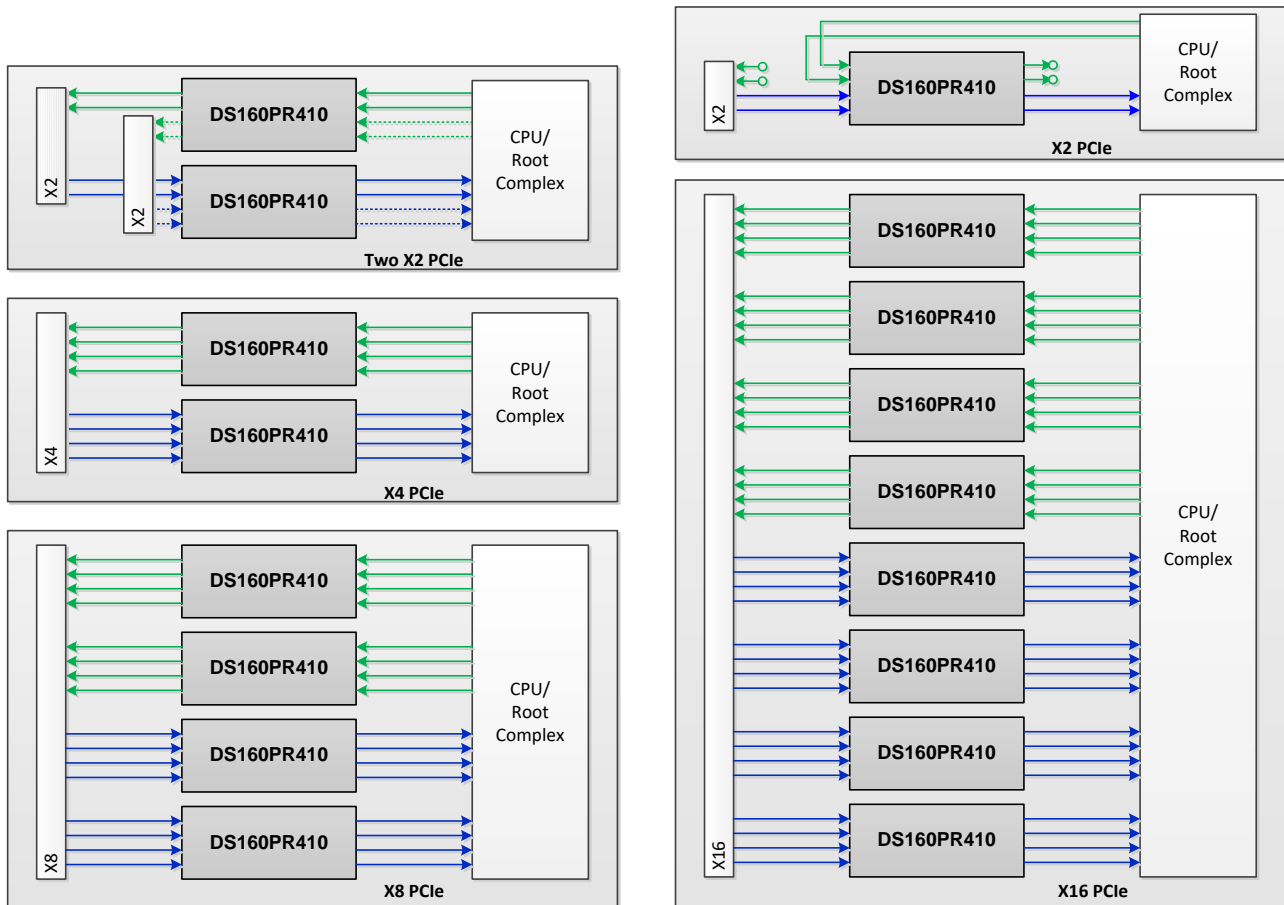 DS160PR410
DS160PR410
X2
X2
CPU/
Root
Complex
Two X2 PCIe
DS160PR410
DS160PR410
X4
CPU/
Root
Complex
X4 PCIe
DS160PR410
DS160PR410
DS160PR410
DS160PR410
X8
CPU/
Root
Complex
X8 PCIe
X2
DS160PR410
CPU/
Root
Complex
X2 PCIe
DS160PR410
DS160PR410
DS160PR410
DS160PR410
DS160PR410
DS160PR410
DS160PR410
DS160PR410
X16
CPU/
Root
Complex
X16 PCIe